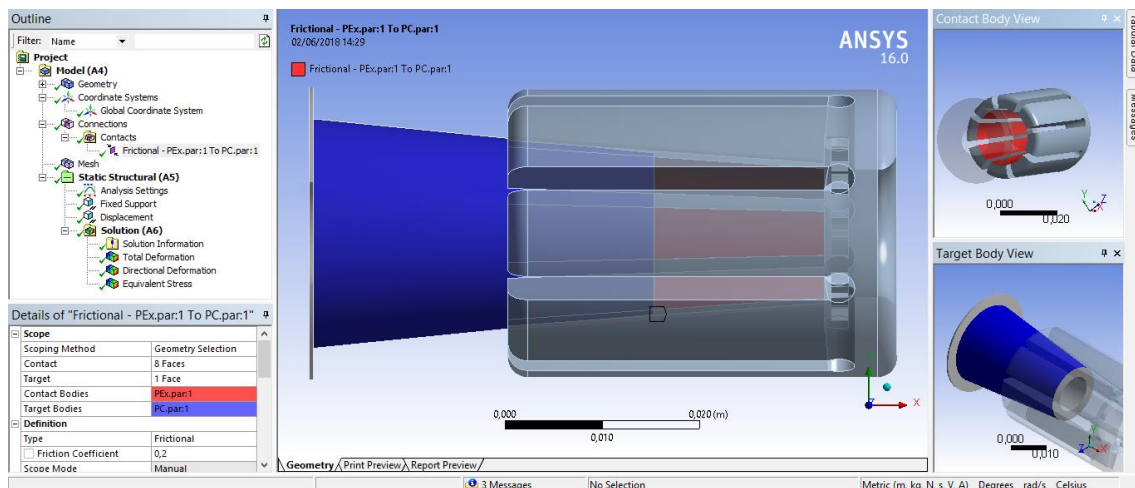 Outline
Filter: Name
Project
Model (A4)
Geometry
Coordinate Systems
Global Coordinate System
Connections
Contacts
Frictional - PEx.par:1 To PC.par:1
Mesh
Static Structural (A5)
Analysis Settings
Fixed Support
Displacement
Solution (A6)
Solution Information
Total Deformation
Directional Deformation
Equivalent Stress
Details of "Frictional - PEx.par:1 To PC.par:1"
Scope
Scoping Method Geometry Selection
Contact 8 Faces
Target 1 Face
Contact Bodies PEx.par:1
Target Bodies PC.par:1
Definition
Type Frictional
Friction Coefficient 0,2
Scope Mode Manual
Frictional - PEx.par:1 To PC.par:1
02/06/2018 14:29
Frictional - PEx.par:1 To PC.par:1
ANSYS
16.0
0,000 0,020 (m)
0,010
Y
X
Z
Geometry Print Preview Report Preview
Contact Body View
0,000
0,020
Y
Z
X
Target Body View
0,000
0,010
Y
Z X
Tabular Data
Messages
3 Messages No Selection Metric (m, kg, N, s, V, A) Degrees rad/s Celsius